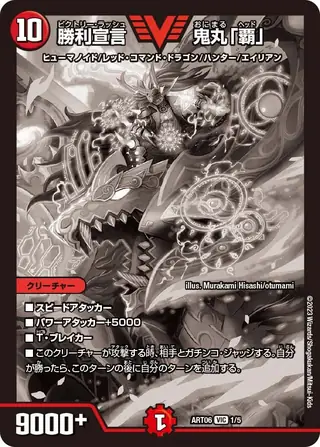 10
ビクトリー・ラッシュ
勝利宣言
おにまる ヘッド
鬼丸「覇」
ヒューマノイド/レッド・コマンド・ドラゴン/ハンター/エイリアン
illus. Murakami Hisashi/otumami
クリーチャー
■スピードアタッカー
■パワーアタッカー+5000
■T・ブレイカー
■このクリーチャーが攻撃する時、相手とガチンコ・ジャッジする。自分
が勝ったら、このターンの後に自分のターンを追加する。
©2023 Wizards/Shogakukan/Mitsui-Kids
9000+
ART06 VIC 1/5